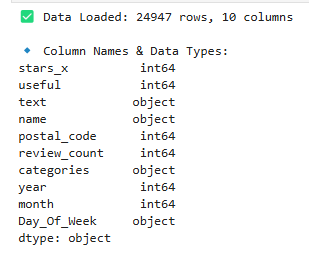 ✅ Data Loaded: 24947 rows, 10 columns
🔹 Column Names & Data Types:
stars_x int64
useful int64
text object
name object
postal_code int64
review_count int64
categories object
year int64
month int64
Day_Of_Week object
dtype: object